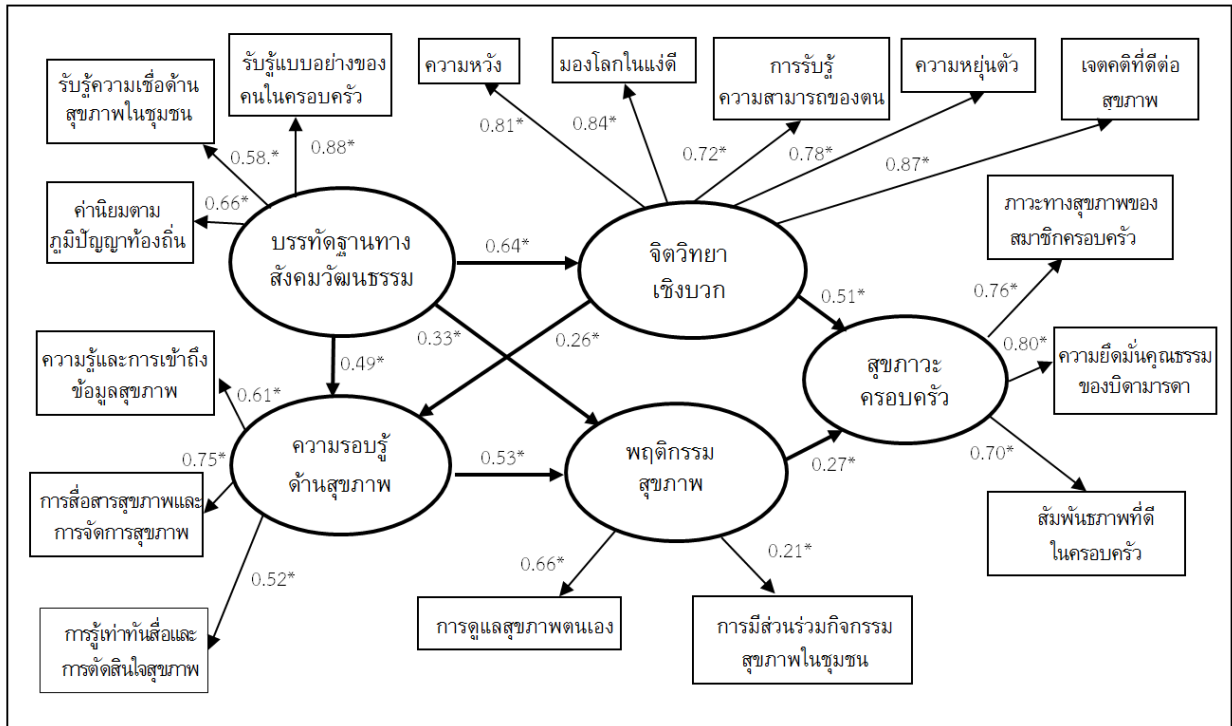 รับรู้ความเชื่อด้าน
สุขภาพในชุมชน
รับรู้แบบอย่างของ
คนในครอบครัว
ความหวัง
มองโลกในแง่ดี
การรับรู้
ความสามารถของตน
ความหยุ่นตัว
เจตคติที่ดีต่อ
สุขภาพ
0.58.*
0.88*
0.81*
0.84*
0.72*
0.78*
0.87*
ค่านิยมตาม
ภูมิปัญญาท้องถิ่น
0.66*
บรรทัดฐานทาง
สังคมวัฒนธรรม
0.64*
จิตวิทยา
เชิงบวก
ภาวะทางสุขภาพของ
สมาชิกครอบครัว
0.51*
0.76*
0.49*
0.33*
0.26*
สุขภาวะ
ครอบครัว
0.80*
ความยึดมั่นคุณธรรม
ของบิดามารดา
ความรู้และการเข้าถึง
ข้อมูลสุขภาพ
0.61*
ความรอบรู้
ด้านสุขภาพ
0.53*
พฤติกรรม
สุขภาพ
0.27*
0.70*
0.75*
การสื่อสารสุขภาพและ
การจัดการสุขภาพ
สัมพันธภาพที่ดี
ในครอบครัว
0.52*
0.66*
0.21*
การรู้เท่าทันสื่อและ
การตัดสินใจสุขภาพ
การดูแลสุขภาพตนเอง
การมีส่วนร่วมกิจกรรม
สุขภาพในชุมชน